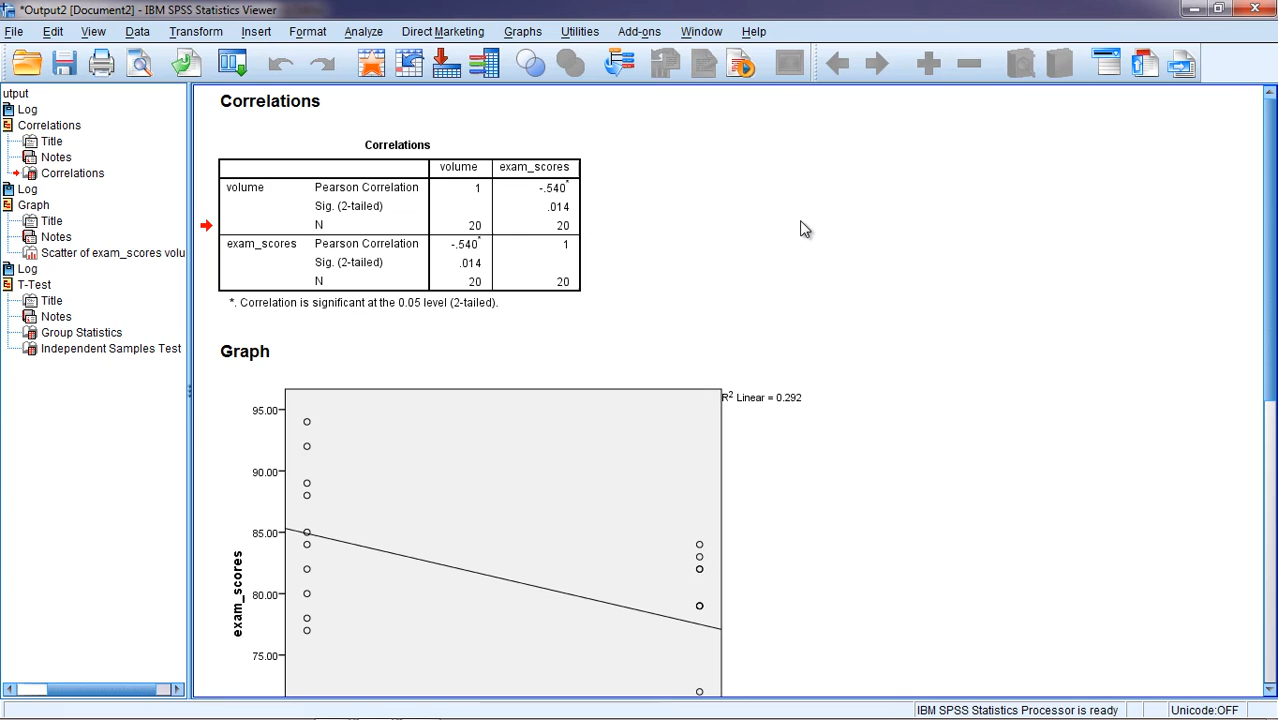 *Output2 [Document2] - IBM SPSS Statistics Viewer
File Edit View Data Transform Insert Format Analyze Direct Marketing Graphs Utilities Add-ons Window Help
utput
Log
Correlations
Title
Notes
Correlations
Log
Graph
Title
Notes
Scatter of exam_scores volu
Log
T-Test
Title
Notes
Group Statistics
Independent Samples Test
Correlations
Correlations
volume exam_scores
volume Pearson Correlation 1 -.540*
Sig. (2-tailed) .014
N 20 20
exam_scores Pearson Correlation -.540* 1
Sig. (2-tailed) .014
N 20 20
*. Correlation is significant at the 0.05 level (2-tailed).
Graph
R2 Linear = 0.292
95.00
90.00
85.00
80.00
75.00
exam_scores
IBM SPSS Statistics Processor is ready Unicode:OFF